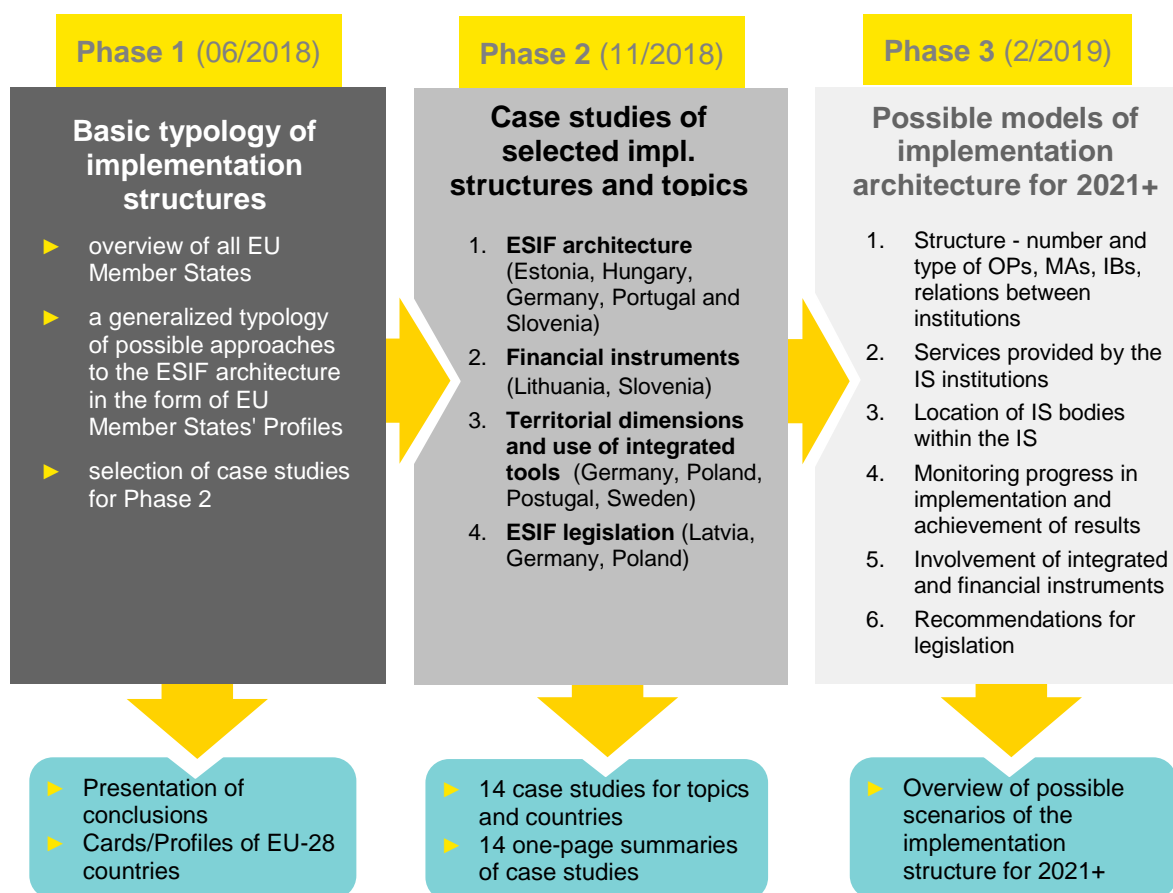 Phase 1 (06/2018)
Basic typology of
implementation
structures
► overview of all EU
Member States
► a generalized typology
of possible approaches
to the ESIF architecture
in the form of EU
Member States' Profiles
► selection of case studies
for Phase 2
► Presentation of
conclusions
► Cards/Profiles of EU-28
countries
Phase 2 (11/2018)
Case studies of
selected impl.
structures and topics
1. ESIF architecture
(Estonia, Hungary,
Germany, Portugal and
Slovenia)
2. Financial instruments
(Lithuania, Slovenia)
3. Territorial dimensions
and use of integrated
tools (Germany, Poland,
Postugal, Sweden)
4. ESIF legislation (Latvia,
Germany, Poland)
► 14 case studies for topics
and countries
► 14 one-page summaries
of case studies
Phase 3 (2/2019)
Possible models of
implementation
architecture for 2021+
1. Structure - number and
type of OPs, MAs, IBs,
relations between
institutions
2. Services provided by the
IS institutions
3. Location of IS bodies
within the IS
4. Monitoring progress in
implementation and
achievement of results
5. Involvement of integrated
and financial instruments
6. Recommendations for
legislation
► Overview of possible
scenarios of the
implementation
structure for 2021+